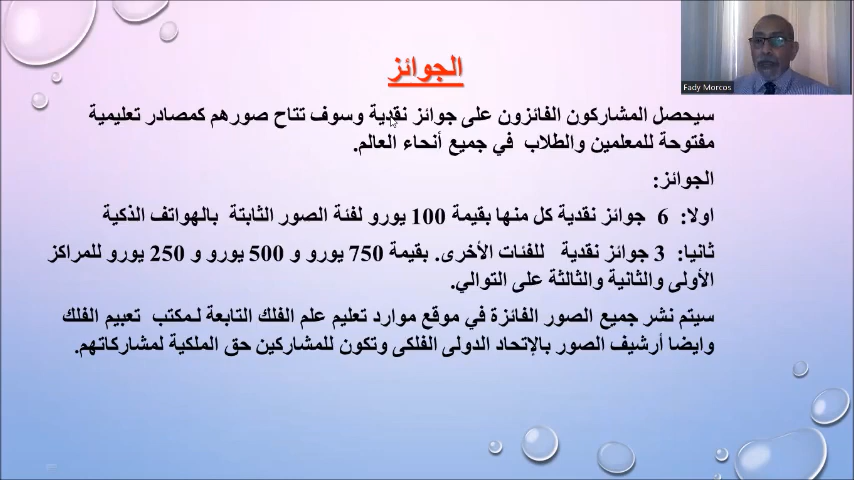 الجوائز
Fady Morcos
سيحصل المشاركون الفائزون على جوائز نقدية وسوف تتاح صورهم كمصادر تعليمية
مفتوحة للمعلمين والطلاب في جميع أنحاء العالم.
الجوائز:
اولا: 6 جوائز نقدية كل منها بقيمة 100 يورو لفئة الصور الثابتة بالهواتف الذكية
ثانيا: 3 جوائز نقدية للفئات الأخرى. بقيمة 750 يورو و 500 يورو و 250 يورو للمراكز
الأولى والثانية والثالثة على التوالي.
سيتم نشر جميع الصور الفائزة في موقع موارد تعليم علم الفلك التابعة لـمكتب تعبيم الفلك
وايضا أرشيف الصور بالإتحاد الدولى الفلكى وتكون للمشاركين حق الملكية لمشاركاتهم.